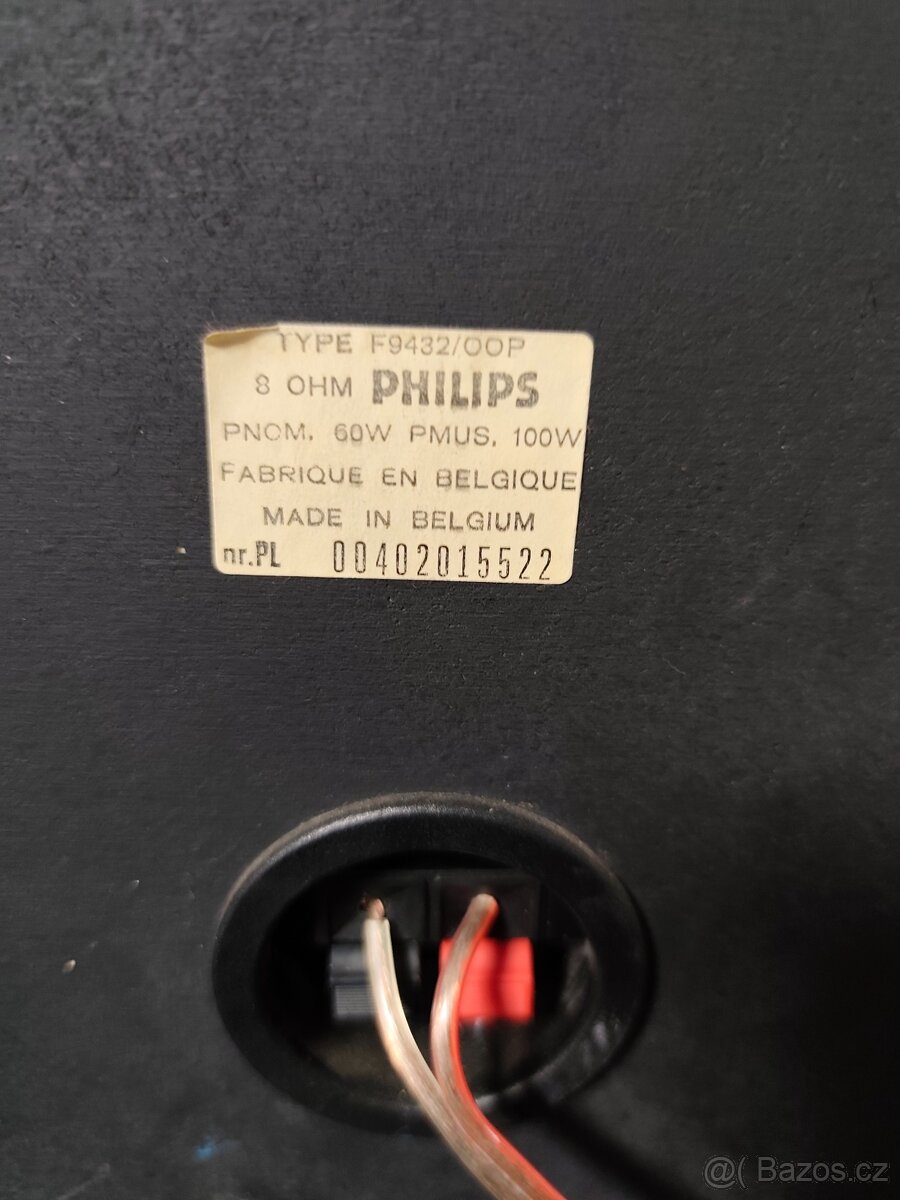 TYPE F9432/00P
8 OHM PHILIPS
PNOM. 60W PMUS. 100W
FABRIQUE EN BELGIQUE
MADE IN BELGIUM
nr.PL 00402015522
@( Bazos.cz